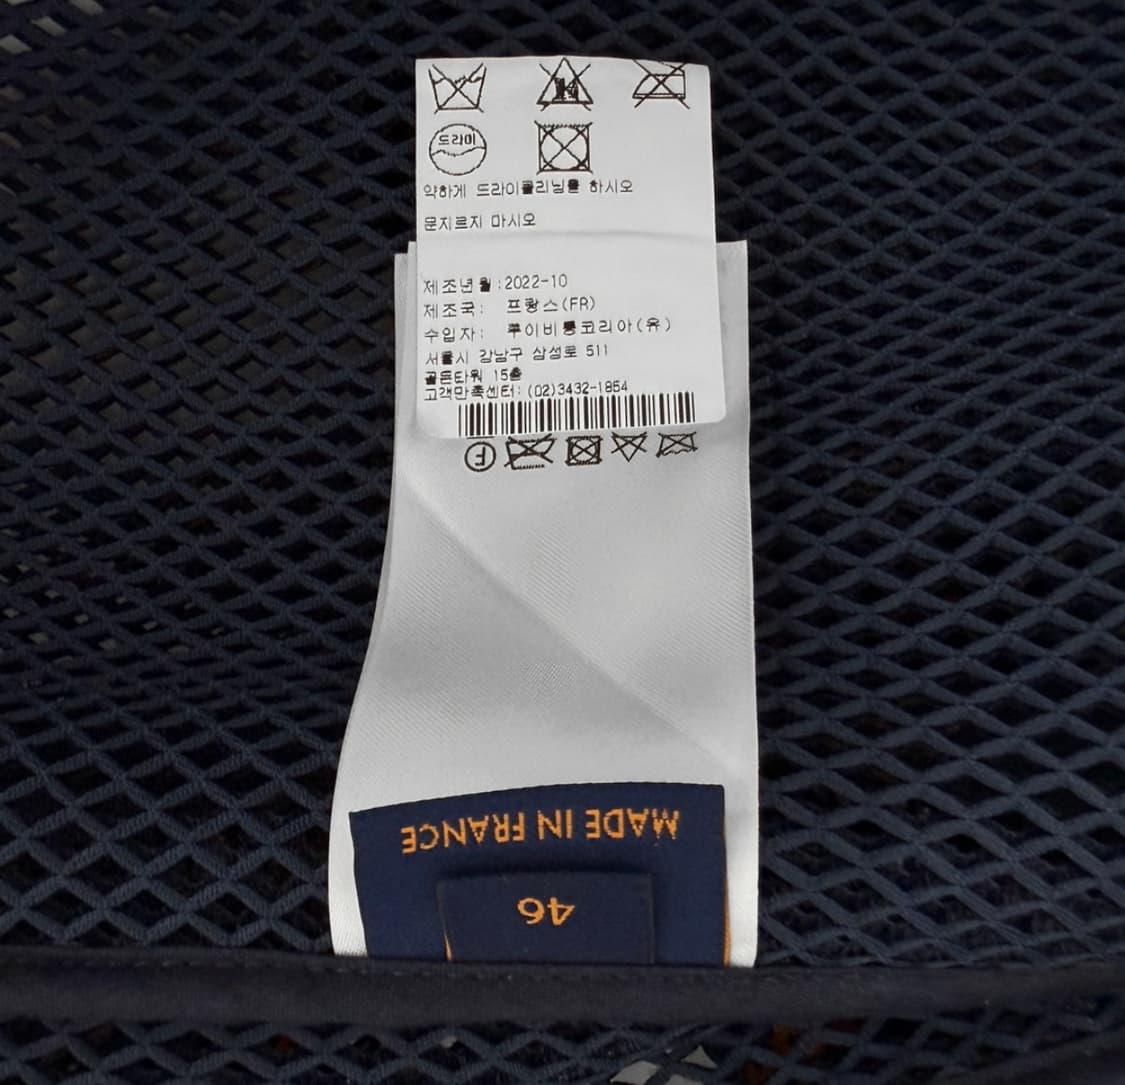 드라이
약하게 드라이클리닝을 하시오
문지르지 마시오
제조년월:2022-10
제조국: 프랑스(FR)
수입자: 루이비통코리아(유)
서울시 강남구 삼성로 511
골든타워 15층
고객만족센터: (02)3432-1854
F
MADE IN FRANCE
46